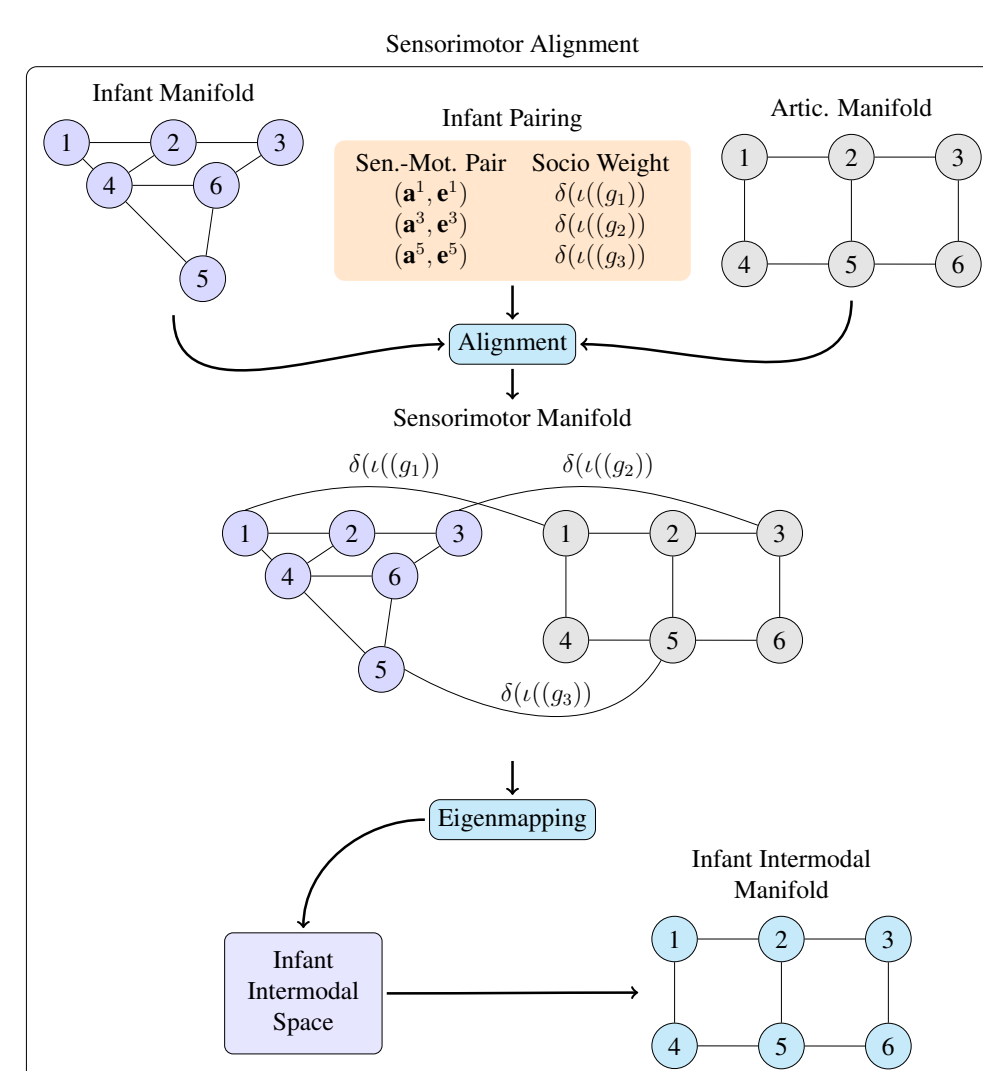 Sensorimotor Alignment
Infant Manifold
Infant Pairing
Artic. Manifold
1 2 3
4 6
5
Sen.-Mot. Pair Socio Weight
(a¹, e¹) δ(ι((g₁))
(a³, e³) δ(ι((g₂))
(a⁵, e⁵) δ(ι((g₃))
1 2 3
4 5 6
Alignment
Sensorimotor Manifold
δ(ι((g₁)) δ(ι((g₂))
1 2 3
4 6
5
1 2 3
4 5 6
δ(ι((g₃))
Eigenmapping
Infant
Intermodal
Space
Infant Intermodal
Manifold
1 2 3
4 5 6